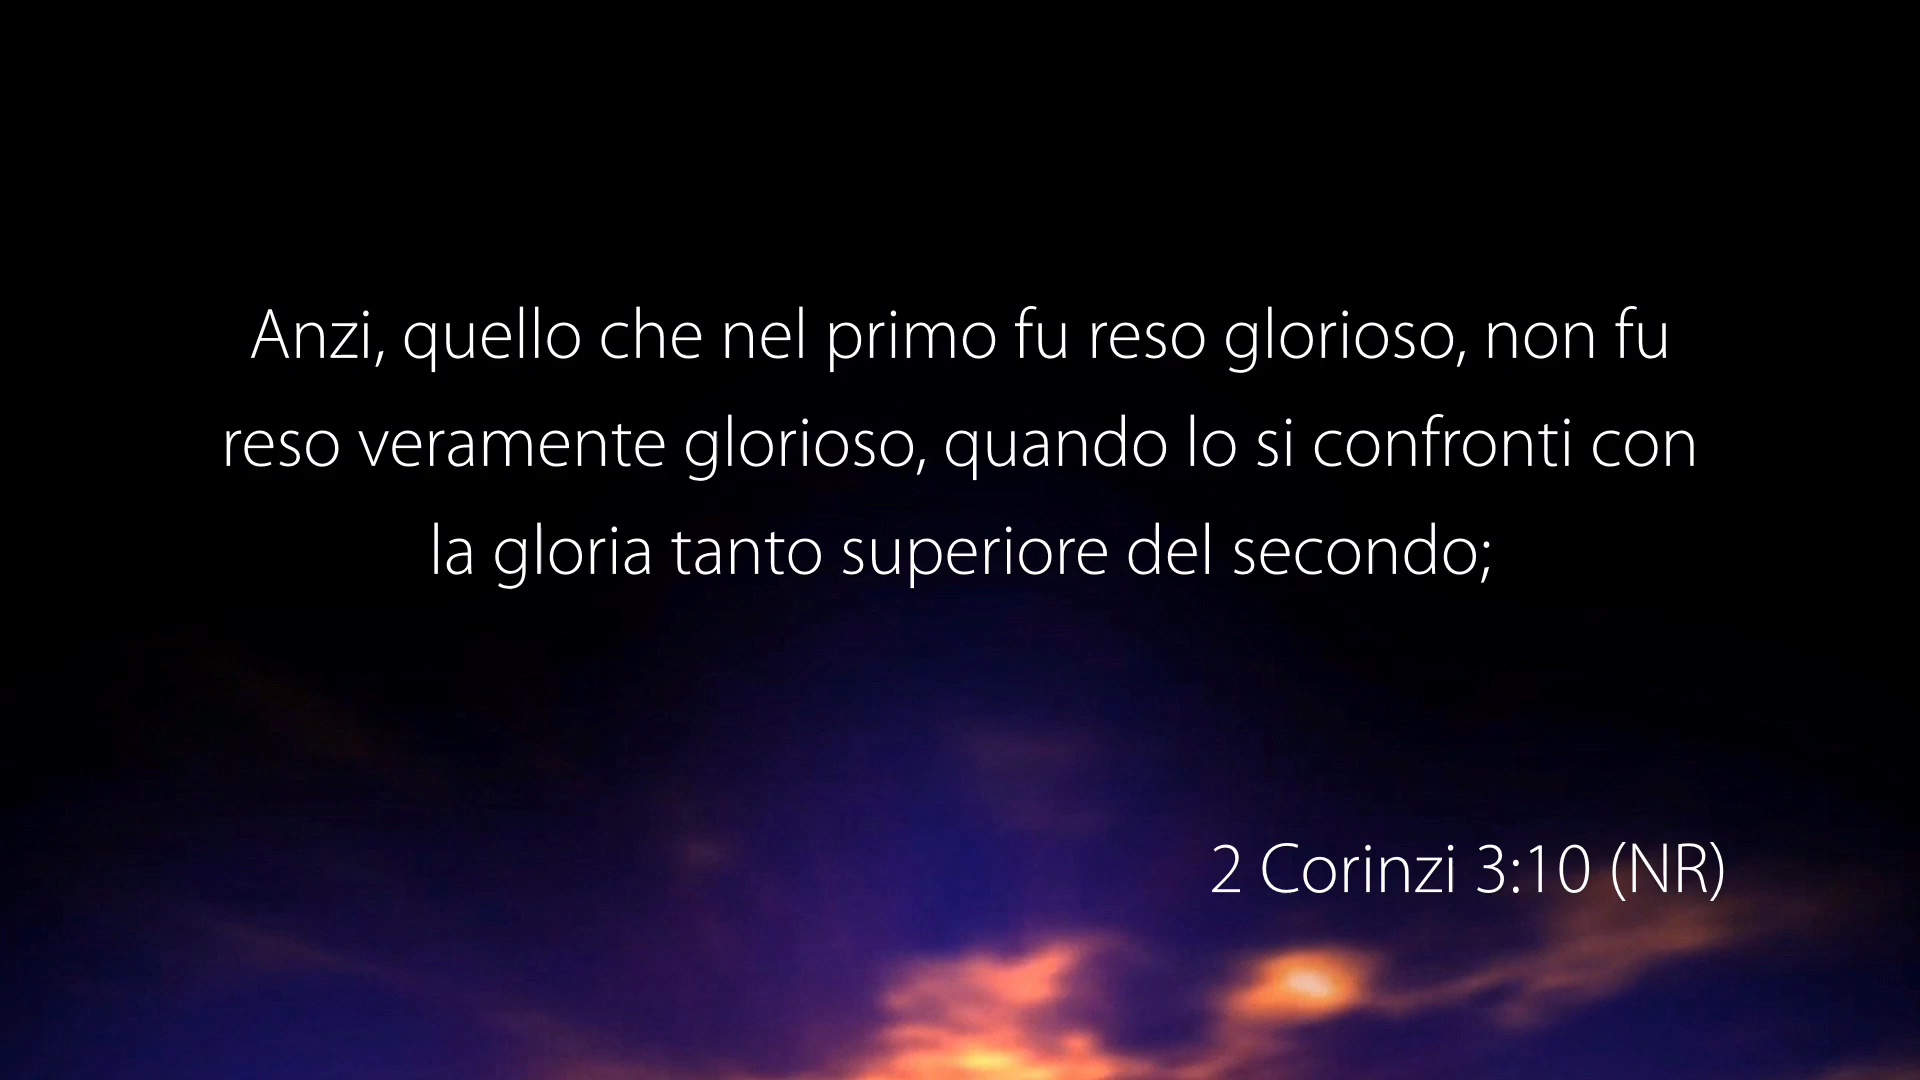 Anzi, quello che nel primo fu reso glorioso, non fu
reso veramente glorioso, quando lo si confronti con
la gloria tanto superiore del secondo;
2 Corinzi 3:10 (NR)